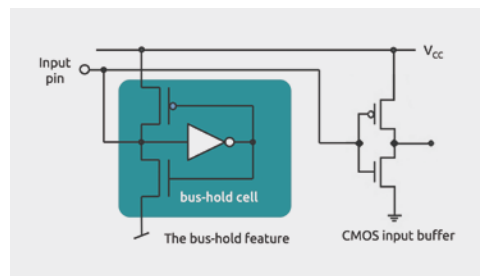 Input
pin
VCC
bus-hold cell
The bus-hold feature
CMOS input buffer